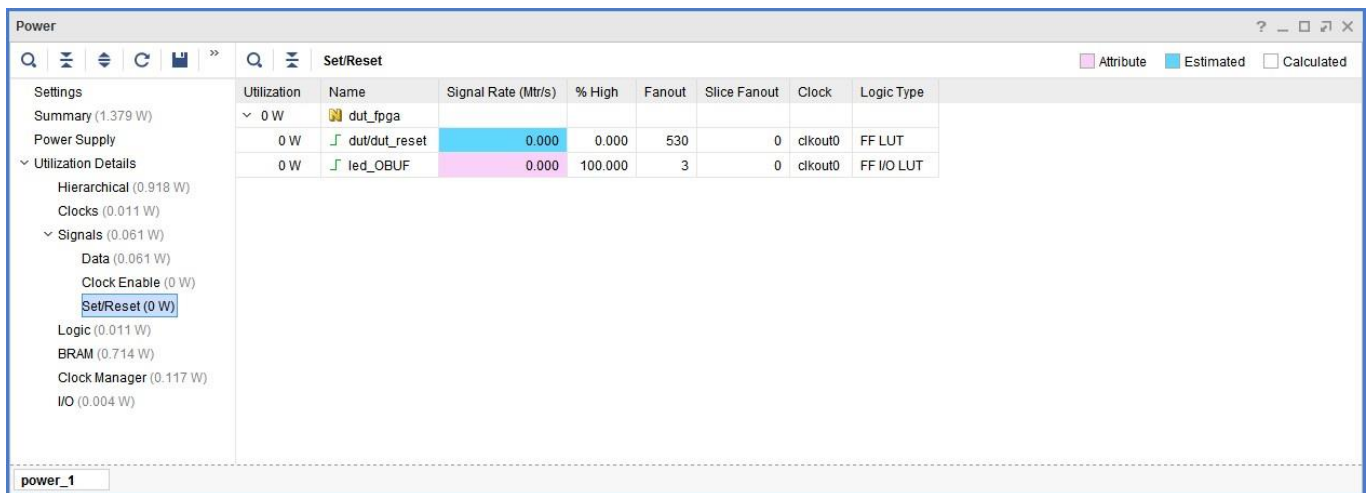 Power
? _
» Set/Reset Attribute Estimated Calculated
Settings
Summary (1.379 W)
Power Supply
Utilization Details
Hierarchical (0.918 W)
Clocks (0.011 W)
Signals (0.061 W)
Data (0.061 W)
Clock Enable (0 W)
Set/Reset (0 W)
Logic (0.011 W)
BRAM (0.714 W)
Clock Manager (0.117 W)
I/O (0.004 W)
Utilization Name Signal Rate (Mtr/s) % High Fanout Slice Fanout Clock Logic Type
0 W dut_fpga
0 W dut/dut_reset 0.000 0.000 530 0 clkout0 FF LUT
0 W led_OBUF 0.000 100.000 3 0 clkout0 FF I/O LUT
power_1